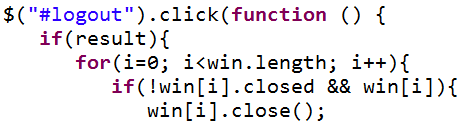 $("#logout").click(function () {
if(result){
for(i=0; i<win.length; i++){
if(!win[i].closed && win[i]){
win[i].close();